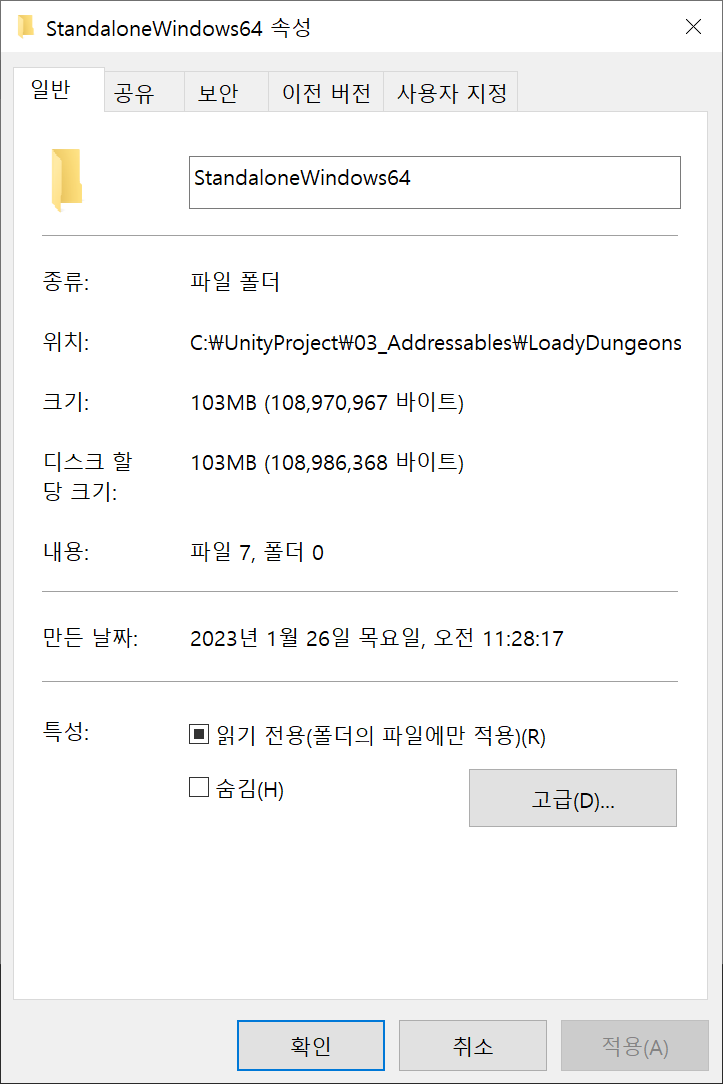 StandaloneWindows64 속성
일반 공유 보안 이전 버전 사용자 지정
StandaloneWindows64
종류: 파일 폴더
위치: C:₩UnityProject₩03_Addressables₩LoadyDungeons
크기: 103MB (108,970,967 바이트)
디스크 할 103MB (108,986,368 바이트)
당 크기:
내용: 파일 7, 폴더 0
만든 날짜: 2023년 1월 26일 목요일, 오전 11:28:17
특성: 읽기 전용(폴더의 파일에만 적용)(R)
숨김(H)
고급(D)...
확인 취소 적용(A)